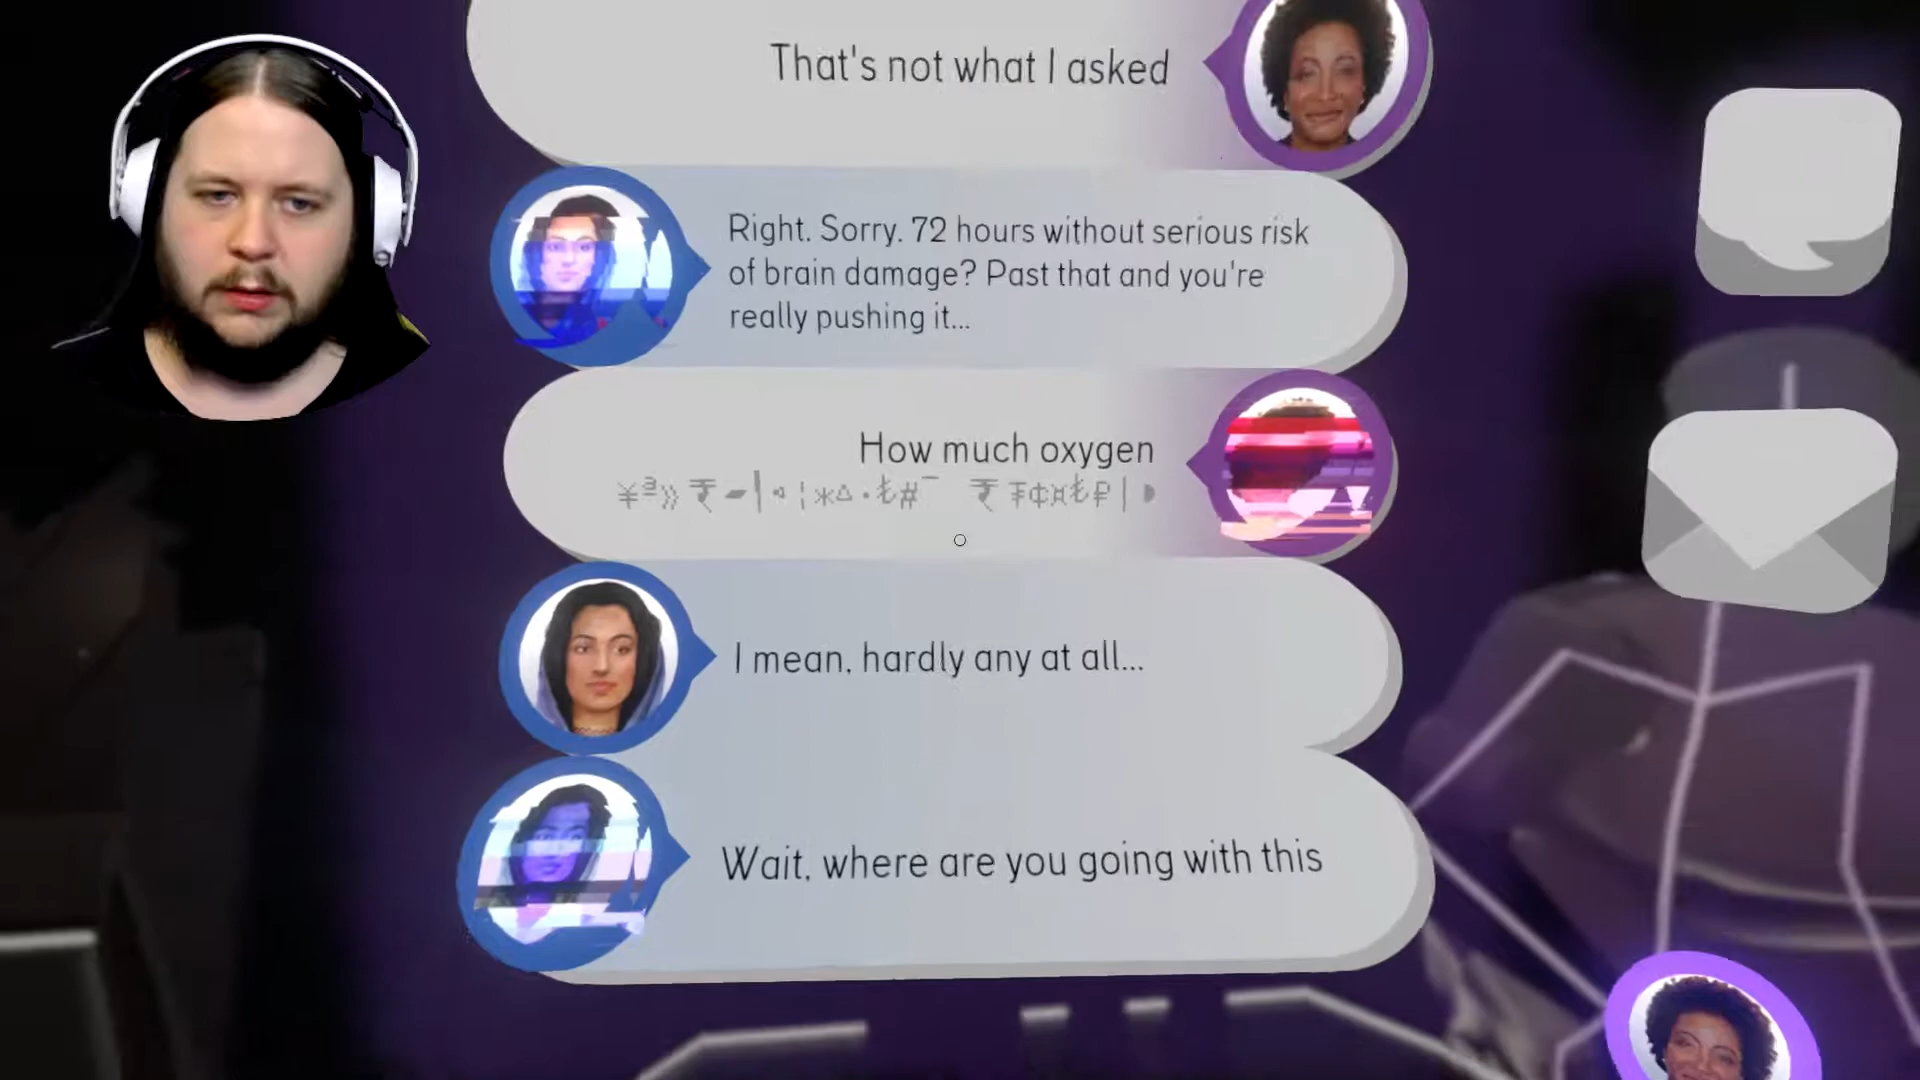 That's not what I asked
Right. Sorry. 72 hours without serious risk
of brain damage? Past that and you're
really pushing it...
How much oxygen
I mean, hardly any at all...
Wait, where are you going with this